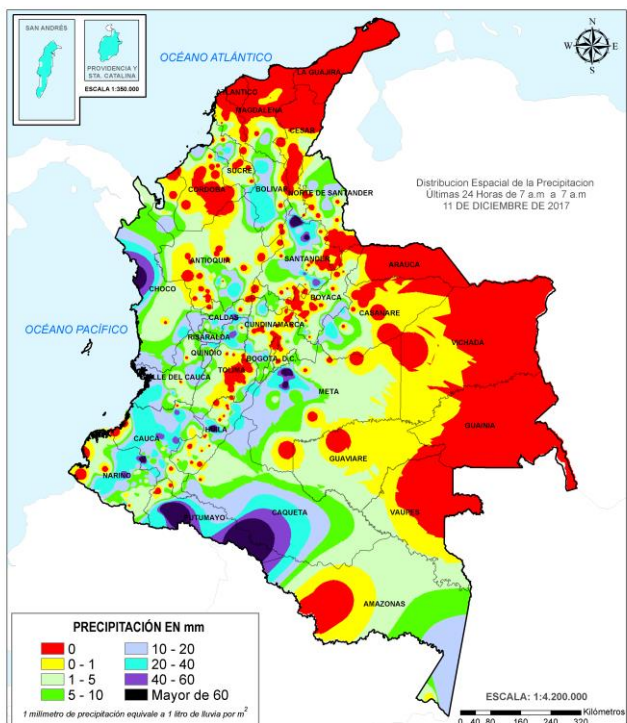 SAN ANDRÉS
PROVIDENCIA Y
STA. CATALINA
ESCALA 1:350.000
OCÉANO ATLÁNTICO
N
W E
S
LA GUAJIRA
ATLANTICO
MAGDALENA
CESAR
SUCRE
CORDOBA
BOLIVAR
NORTE DE SANTANDER
Distribucion Espacial de la Precipitacion
Últimas 24 Horas de 7 a.m a 7 a.m
11 DE DICIEMBRE DE 2017
ANTIOQUIA
SANTANDER
ARAUCA
CHOCO
BOYACA
CASANARE
OCÉANO PACÍFICO
CALDAS
CUNDINAMARCA
RISARALDA
VICHADA
QUINDIO
BOGOTA D.C.
TOLIMA
VALLE DEL CAUCA
META
GUAINIA
CAUCA
HUILA
GUAVIARE
NARIÑO
VAUPES
PUTUMAYO
CAQUETA
AMAZONAS
PRECIPITACIÓN EN mm
0 10 - 20
0 - 1 20 - 40
1 - 5 40 - 60
5 - 10 Mayor de 60
1 milimetro de precipitación equivale a 1 litro de lluvia por m²
ESCALA: 1:4.200.000
Kilómetros
0 40 80 160 240 320